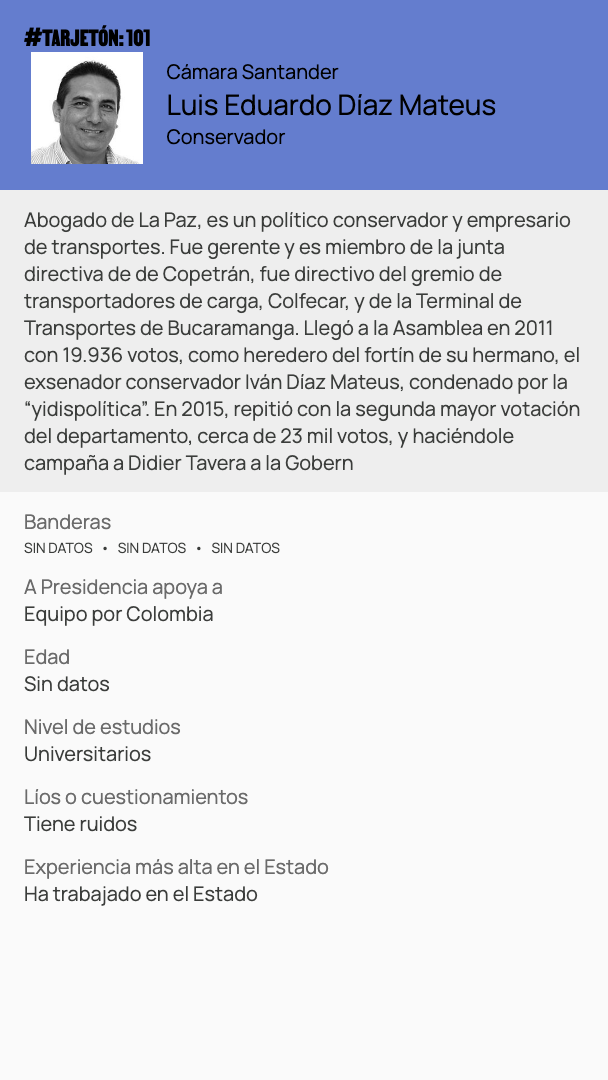 #TARJETÓN: 101
Cámara Santander
Luis Eduardo Díaz Mateus
Conservador
Abogado de La Paz, es un político conservador y empresario
de transportes. Fue gerente y es miembro de la junta
directiva de de Copetrán, fue directivo del gremio de
transportadores de carga, Colfecar, y de la Terminal de
Transportes de Bucaramanga. Llegó a la Asamblea en 2011
con 19.936 votos, como heredero del fortín de su hermano, el
exsenador conservador Iván Díaz Mateus, condenado por la
“yidispolítica”. En 2015, repitió con la segunda mayor votación
del departamento, cerca de 23 mil votos, y haciéndole
campaña a Didier Tavera a la Gobern
Banderas
SIN DATOS • SIN DATOS • SIN DATOS
A Presidencia apoya a
Equipo por Colombia
Edad
Sin datos
Nivel de estudios
Universitarios
Líos o cuestionamientos
Tiene ruidos
Experiencia más alta en el Estado
Ha trabajado en el Estado